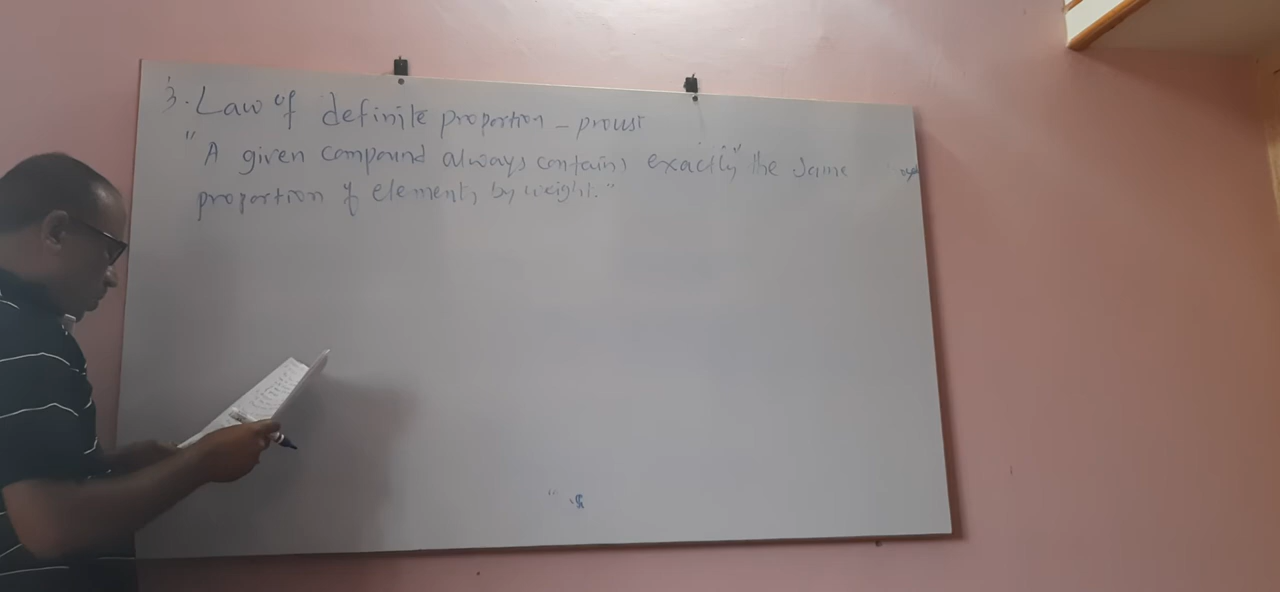 3. Law of definite proportion - proust
"A given compound always contains exactly" the same
proportion of elements by weight."